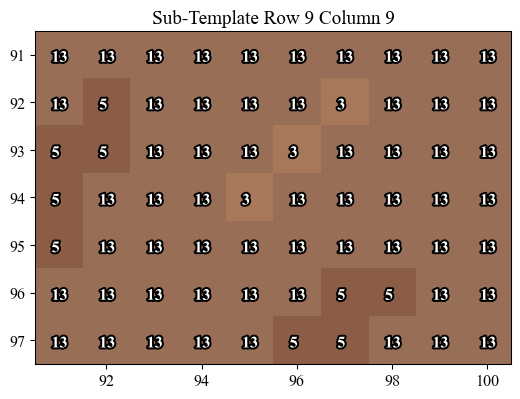 Sub-Template Row 9 Column 9
91 13 13 13 13 13 13 13 13 13 13
92 13 5 13 13 13 13 3 13 13 13
93 5 5 13 13 13 3 13 13 13 13
94 5 13 13 13 3 13 13 13 13 13
95 5 13 13 13 13 13 13 13 13 13
96 13 13 13 13 13 13 5 5 13 13
97 13 13 13 13 13 5 5 13 13 13
92 94 96 98 100